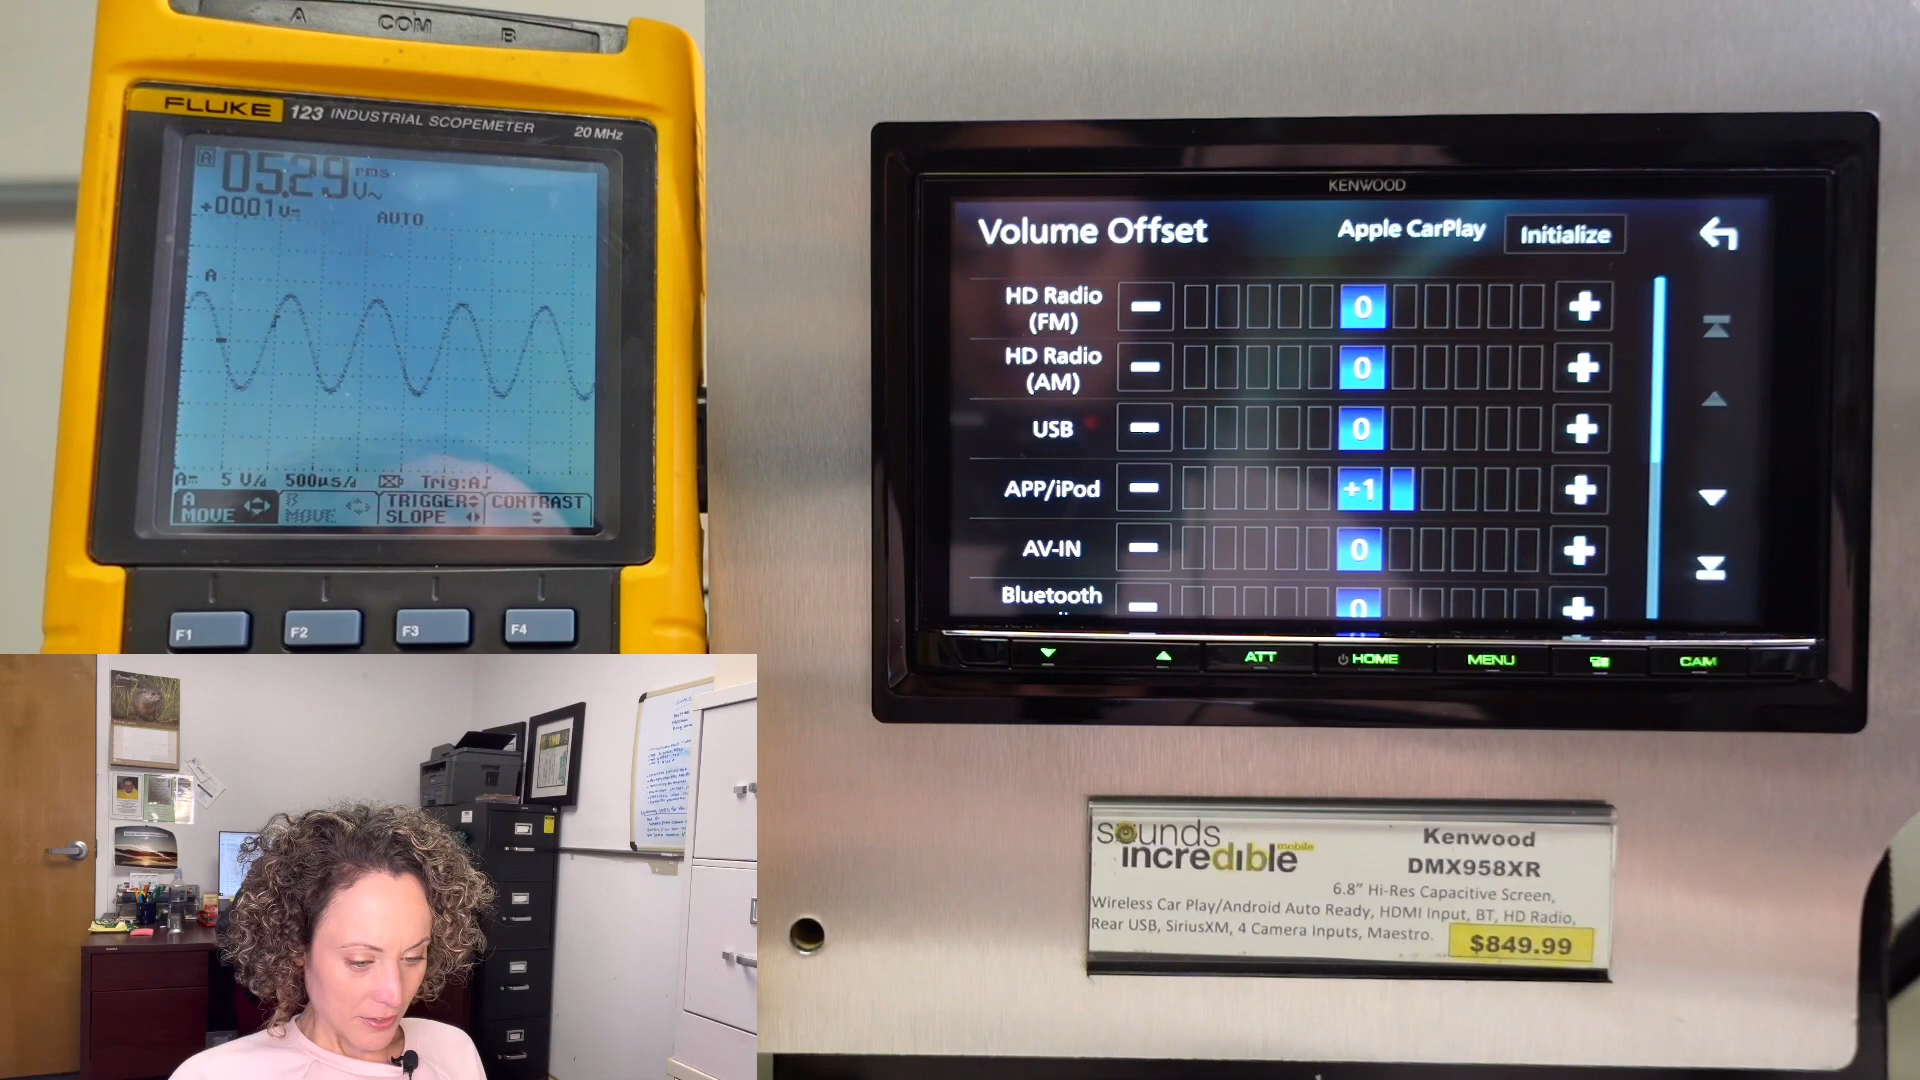 A COM B
FLUKE 123 INDUSTRIAL SCOPEMETER
20 MHz
A 05.29 rms V~
+00.01 V
AUTO
A
A 5 V/d 500µs/d Trig:A
A MOVE
B MOVE
TRIGGER SLOPE
CONTRAST
F1 F2 F3 F4
KENWOOD
Volume Offset Apple CarPlay Initialize
HD Radio (FM) 0
HD Radio (AM) 0
USB 0
APP/iPod +1
AV-IN 0
Bluetooth 0
ATT HOME MENU CAM
sounds incredible mobile
Kenwood
DMX958XR
6.8" Hi-Res Capacitive Screen,
Wireless Car Play/Android Auto Ready, HDMI Input, BT, HD Radio,
Rear USB, SiriusXM, 4 Camera Inputs, Maestro.
$849.99